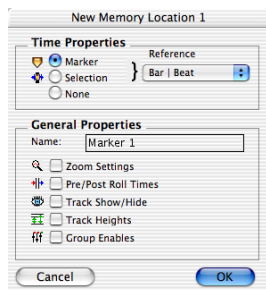 New Memory Location 1
Time Properties
Marker
Selection
None
Reference
Bar | Beat
General Properties
Name: Marker 1
Zoom Settings
Pre/Post Roll Times
Track Show/Hide
Track Heights
Group Enables
Cancel OK